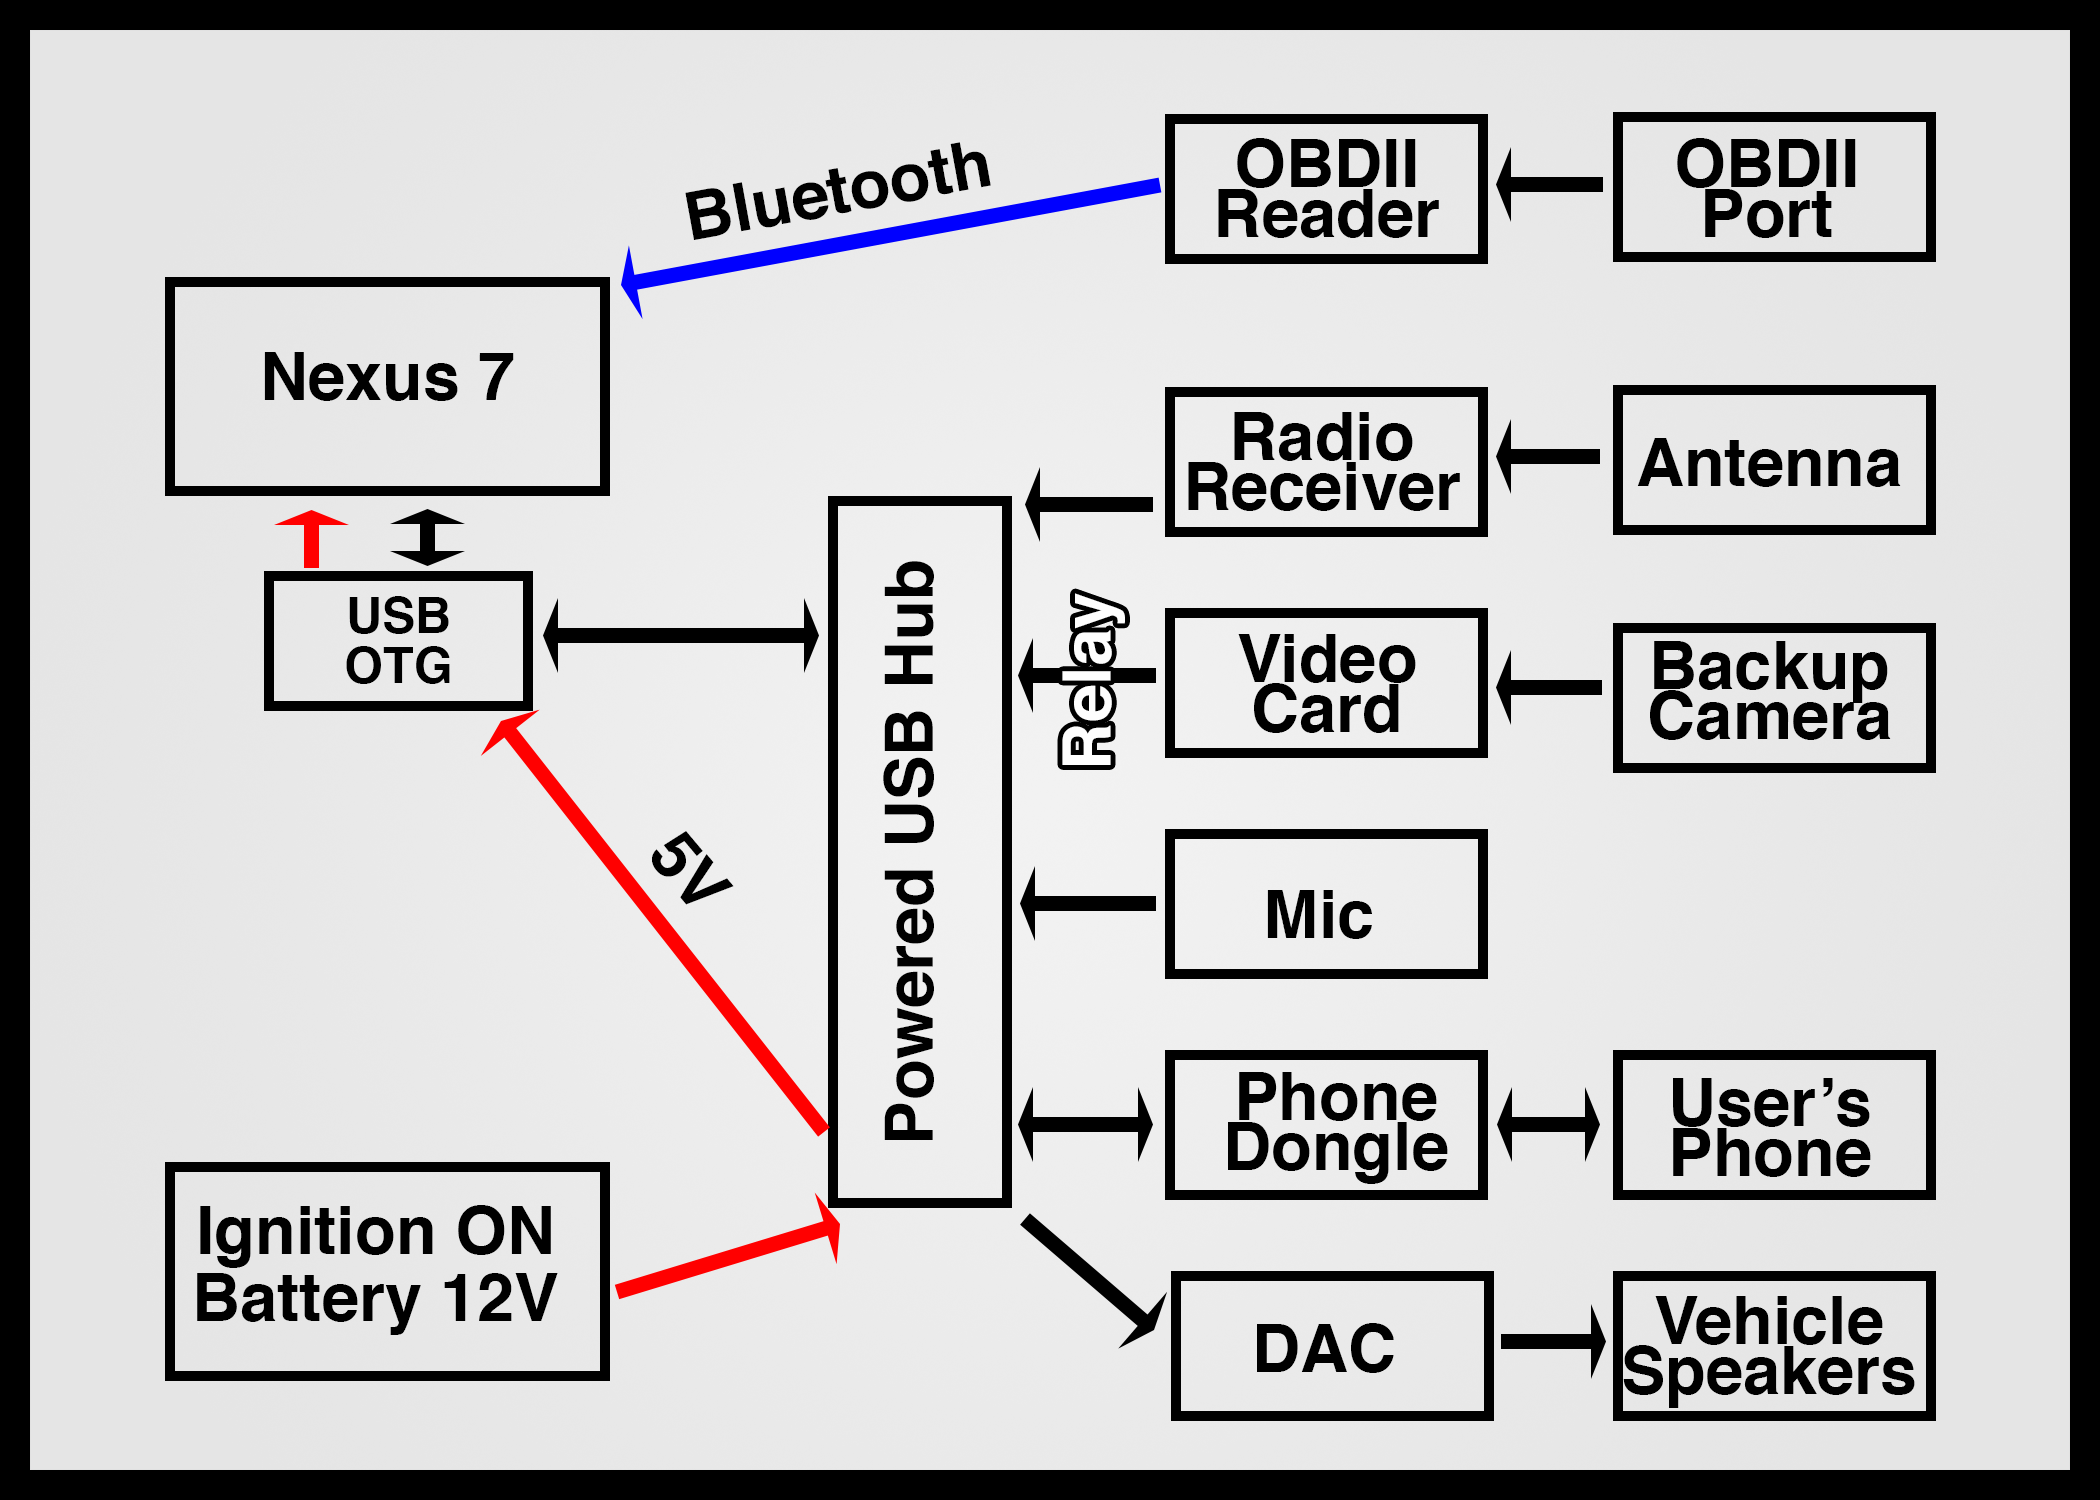 Bluetooth
OBDII
Reader
OBDII
Port
Nexus 7
Radio
Receiver
Antenna
USB
OTG
Powered USB Hub
Relay
Video
Card
Backup
Camera
5V
Mic
Phone
Dongle
User’s
Phone
Ignition ON
Battery 12V
DAC
Vehicle
Speakers